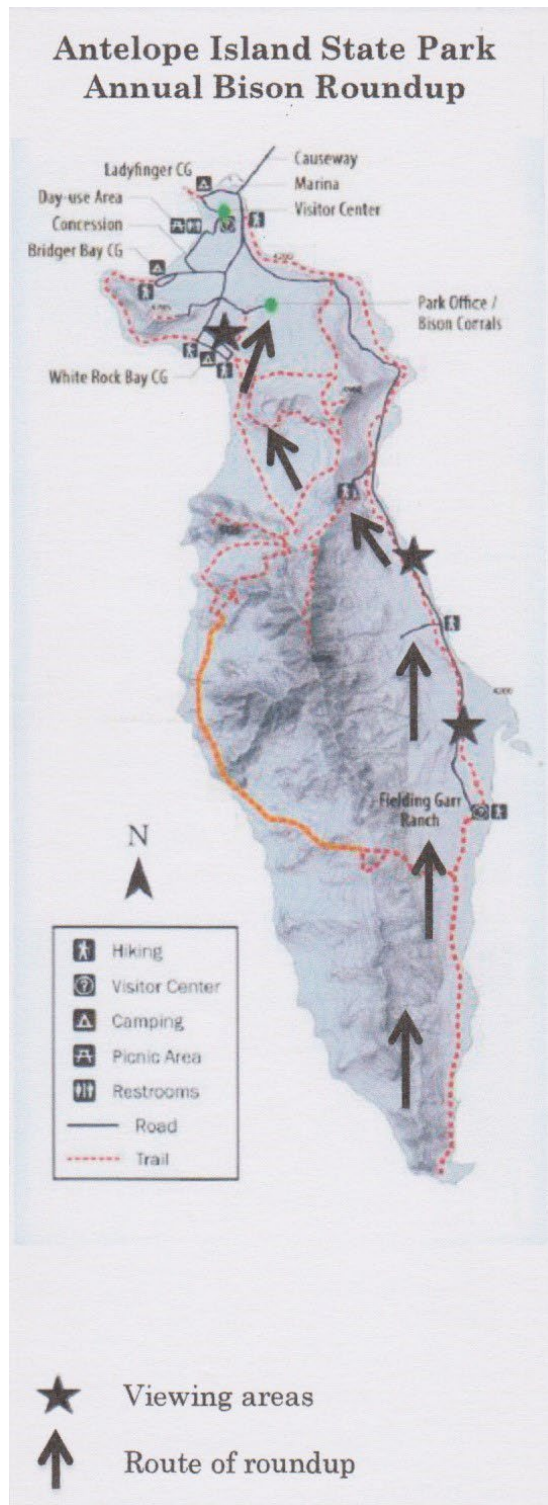 Antelope Island State Park
Annual Bison Roundup
Causeway
Ladyfinger CG
Marina
Day-use Area
Visitor Center
Concession
Bridger Bay CG
Park Office /
Bison Corrals
White Rock Bay CG
4200
Fielding Garr
Ranch
N
Hiking
Visitor Center
Camping
Picnic Area
Restrooms
Road
Trail
Viewing areas
Route of roundup